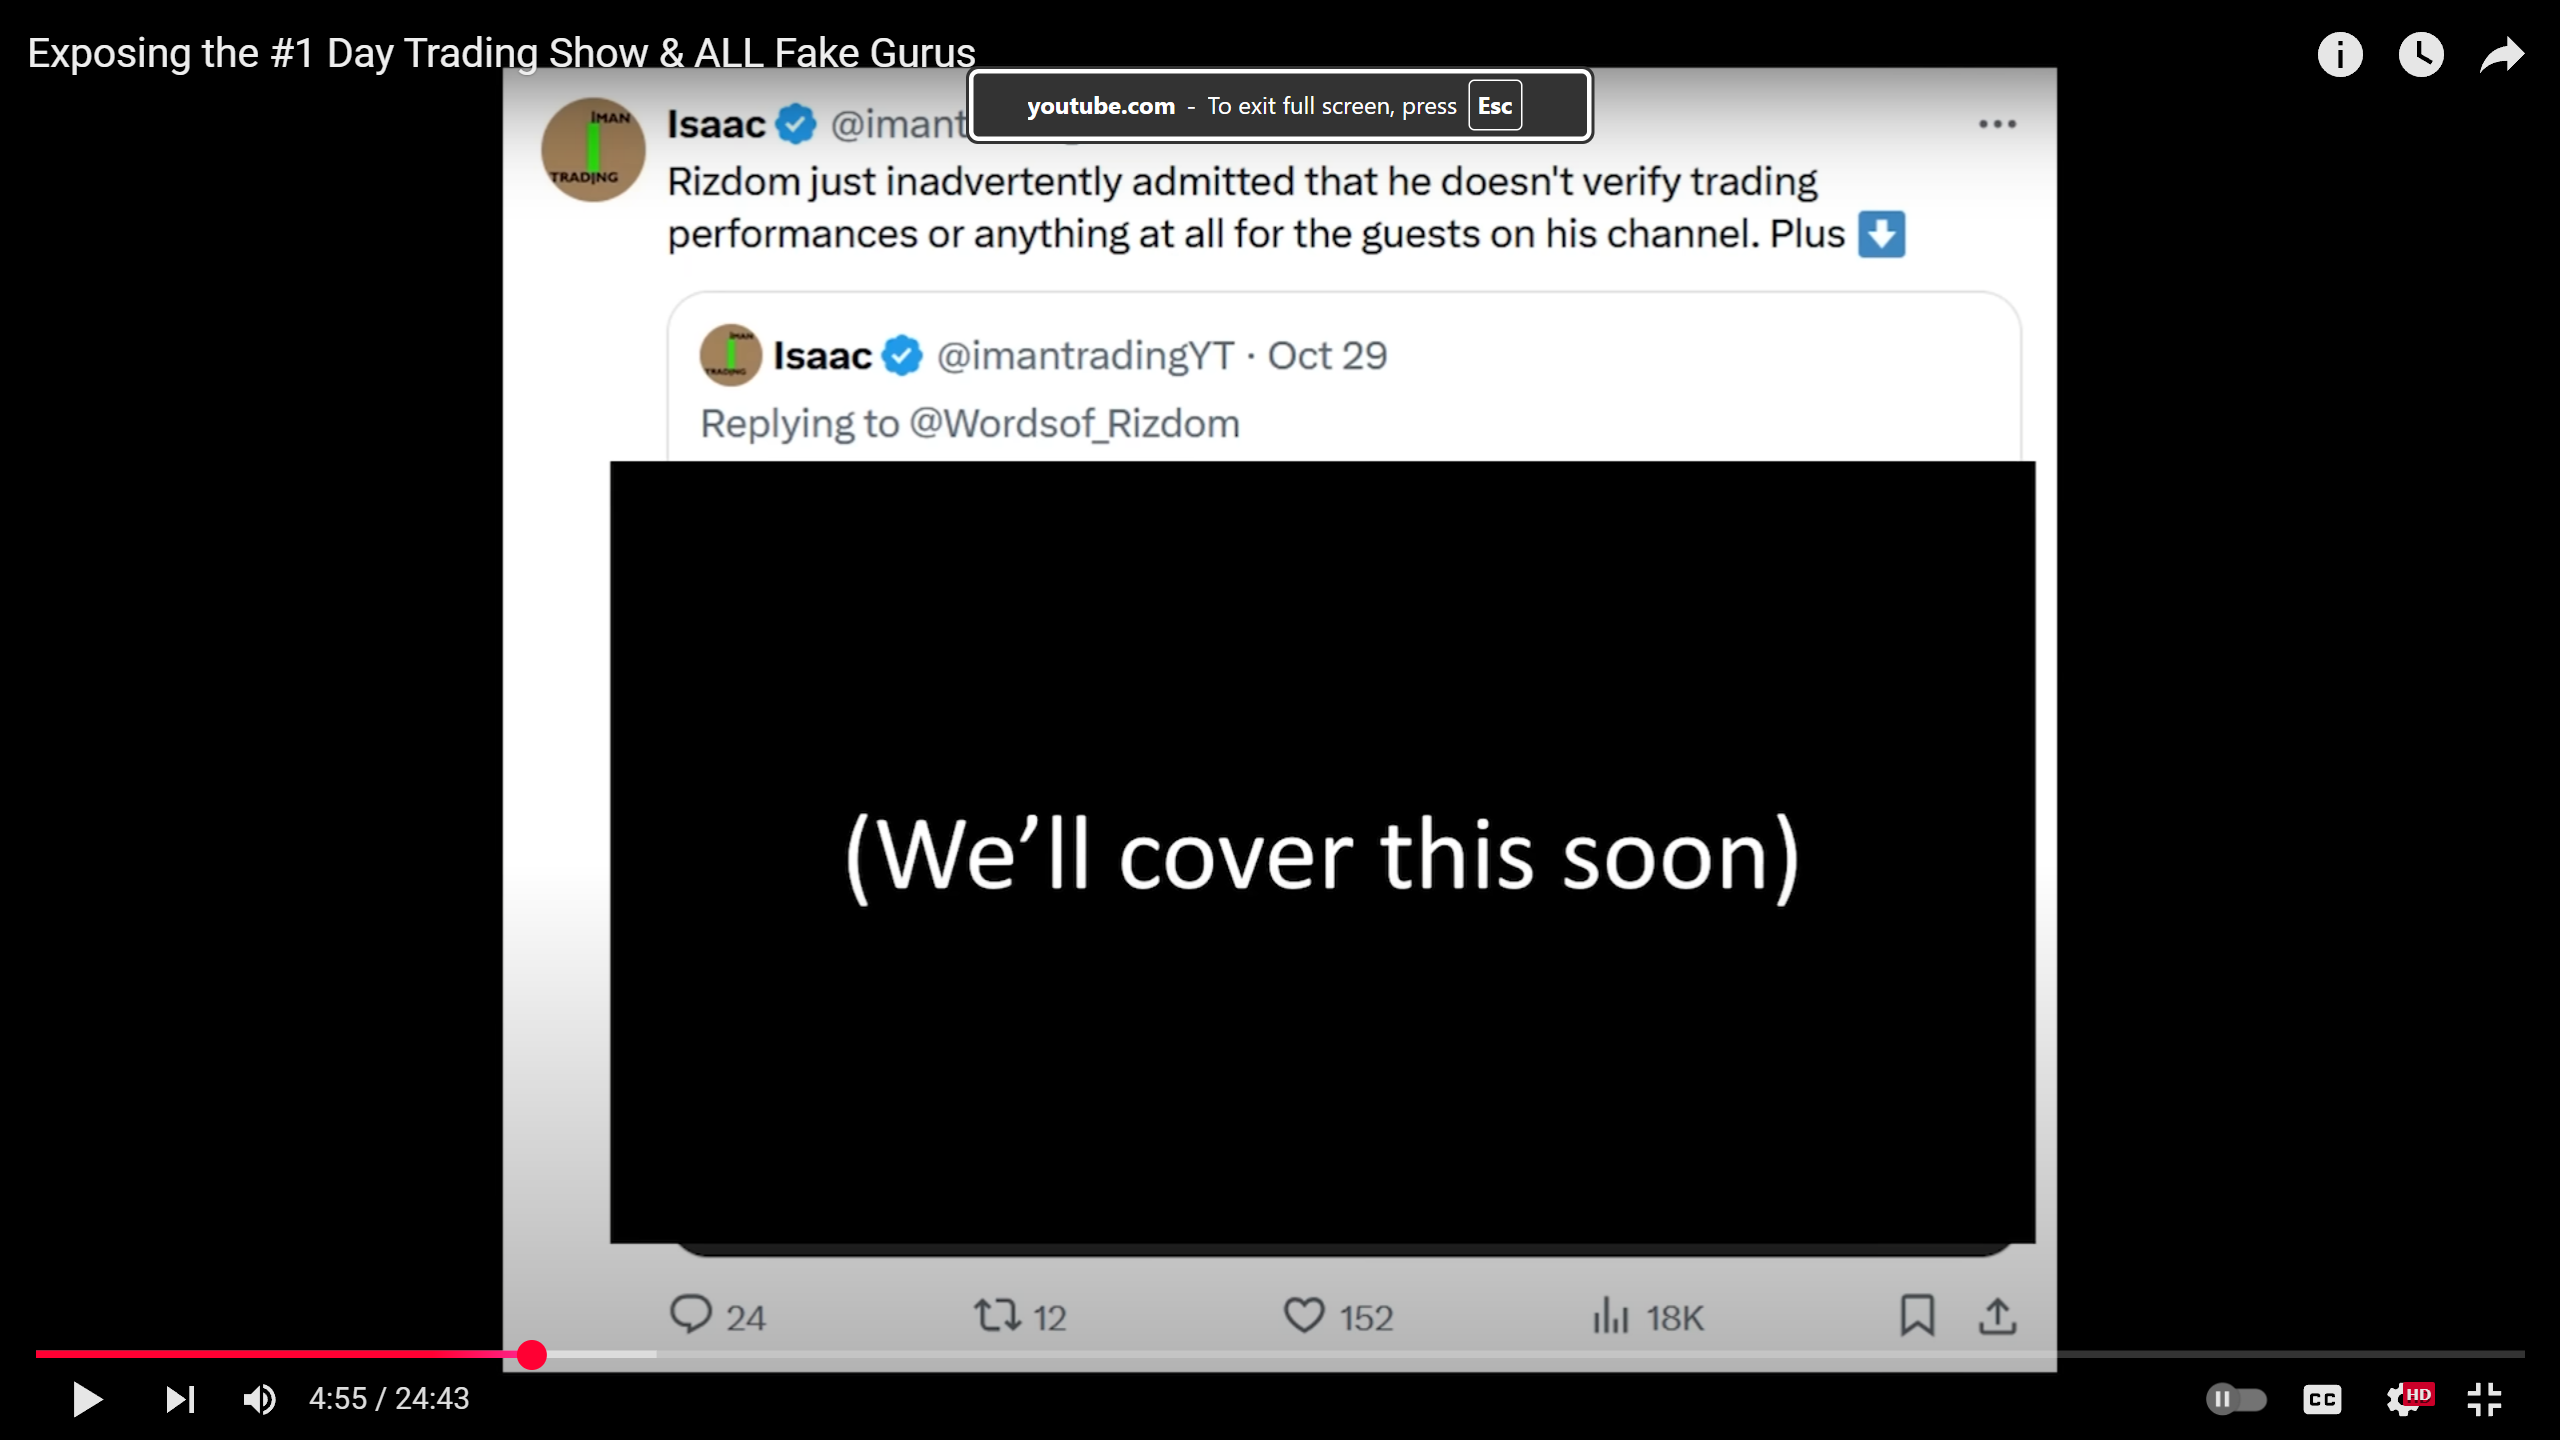 Exposing the #1 Day Trading Show & ALL Fake Gurus
youtube.com - To exit full screen, press Esc
IMAN
TRADING
Isaac @imant
Rizdom just inadvertently admitted that he doesn't verify trading
performances or anything at all for the guests on his channel. Plus
IMAN
TRADING
Isaac @imantradingYT · Oct 29
Replying to @Wordsof_Rizdom
(We’ll cover this soon)
24 12 152 18K
4:55 / 24:43
CC HD